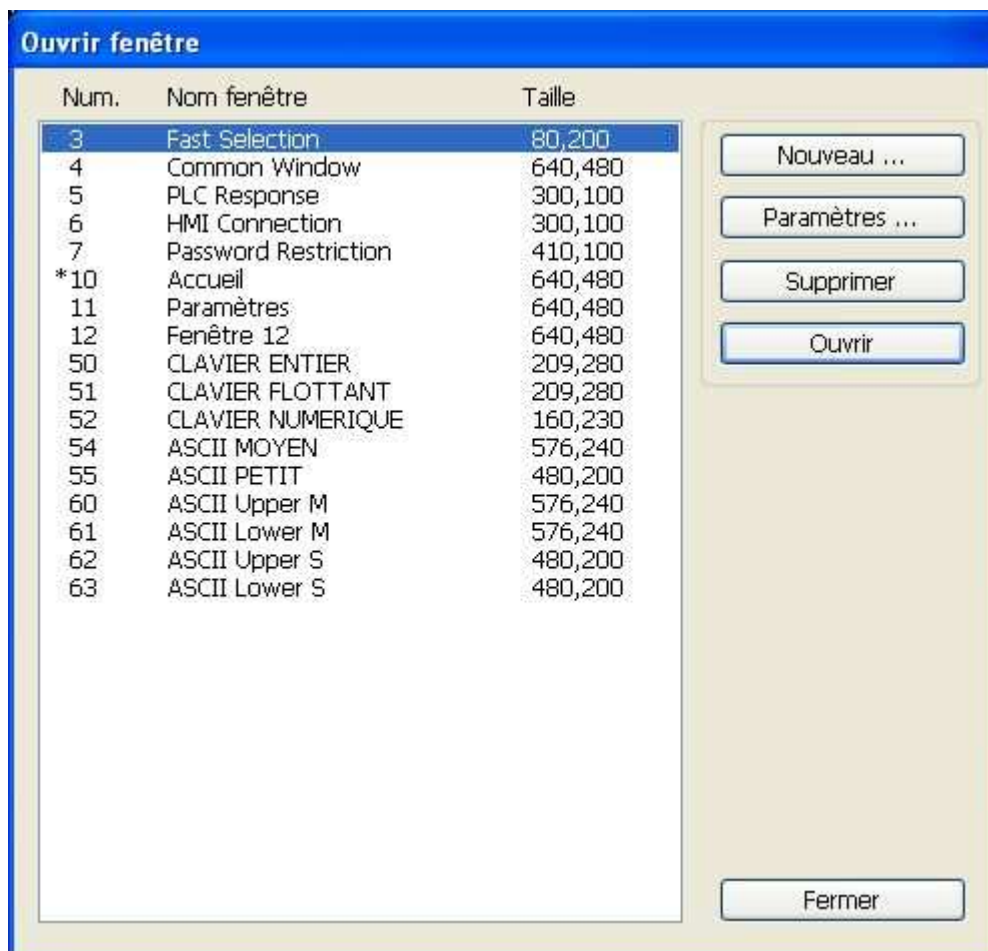 Ouvrir fenêtre
Num. Nom fenêtre Taille
3 Fast Selection 80,200
4 Common Window 640,480
5 PLC Response 300,100
6 HMI Connection 300,100
7 Password Restriction 410,100
*10 Accueil 640,480
11 Paramètres 640,480
12 Fenêtre 12 640,480
50 CLAVIER ENTIER 209,280
51 CLAVIER FLOTTANT 209,280
52 CLAVIER NUMERIQUE 160,230
54 ASCII MOYEN 576,240
55 ASCII PETIT 480,200
60 ASCII Upper M 576,240
61 ASCII Lower M 576,240
62 ASCII Upper S 480,200
63 ASCII Lower S 480,200
Nouveau ...
Paramètres ...
Supprimer
Ouvrir
Fermer